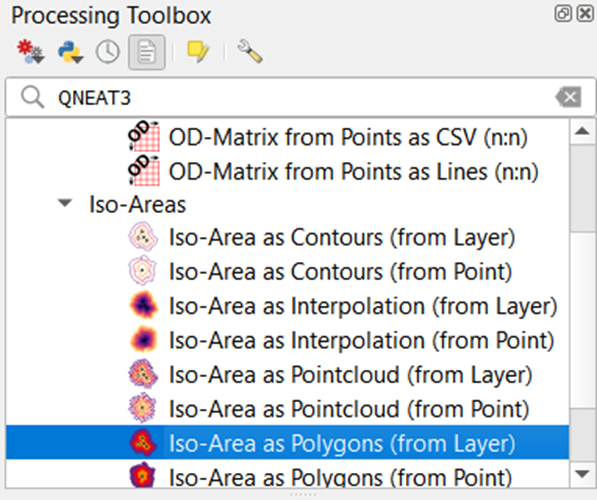 Processing Toolbox
QNEAT3
OD-Matrix from Points as CSV (n:n)
OD-Matrix from Points as Lines (n:n)
Iso-Areas
Iso-Area as Contours (from Layer)
Iso-Area as Contours (from Point)
Iso-Area as Interpolation (from Layer)
Iso-Area as Interpolation (from Point)
Iso-Area as Pointcloud (from Layer)
Iso-Area as Pointcloud (from Point)
Iso-Area as Polygons (from Layer)
Iso-Area as Polygons (from Point)